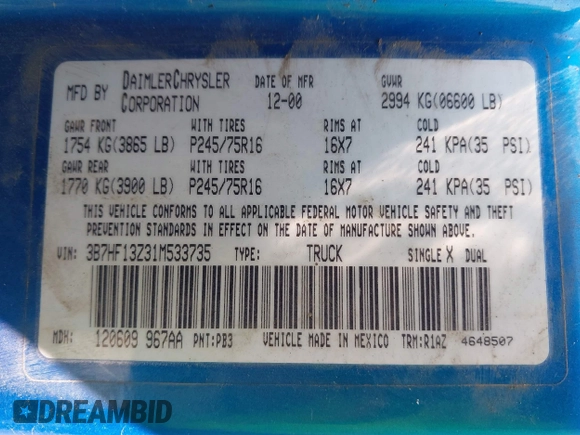 MFD BY DAIMLERCHRYSLER CORPORATION DATE OF MFR 12-00 GVWR 2994 KG(06600 LB)
GAWR FRONT WITH TIRES RIMS AT COLD
1754 KG(3865 LB) P245/75R16 16X7 241 KPA(35 PSI)
GAWR REAR WITH TIRES RIMS AT COLD
1770 KG(3900 LB) P245/75R16 16X7 241 KPA(35 PSI)
THIS VEHICLE CONFORMS TO ALL APPLICABLE FEDERAL MOTOR VEHICLE SAFETY AND THEFT
PREVENTION STANDARDS IN EFFECT ON THE DATE OF MANUFACTURE SHOWN ABOVE.
VIN: 3B7HF13Z31M533735 TYPE: TRUCK SINGLE X DUAL
MDH: 120609 967AA PNT:PB3 VEHICLE MADE IN MEXICO TRM:R1AZ 4648507
DREAMBID